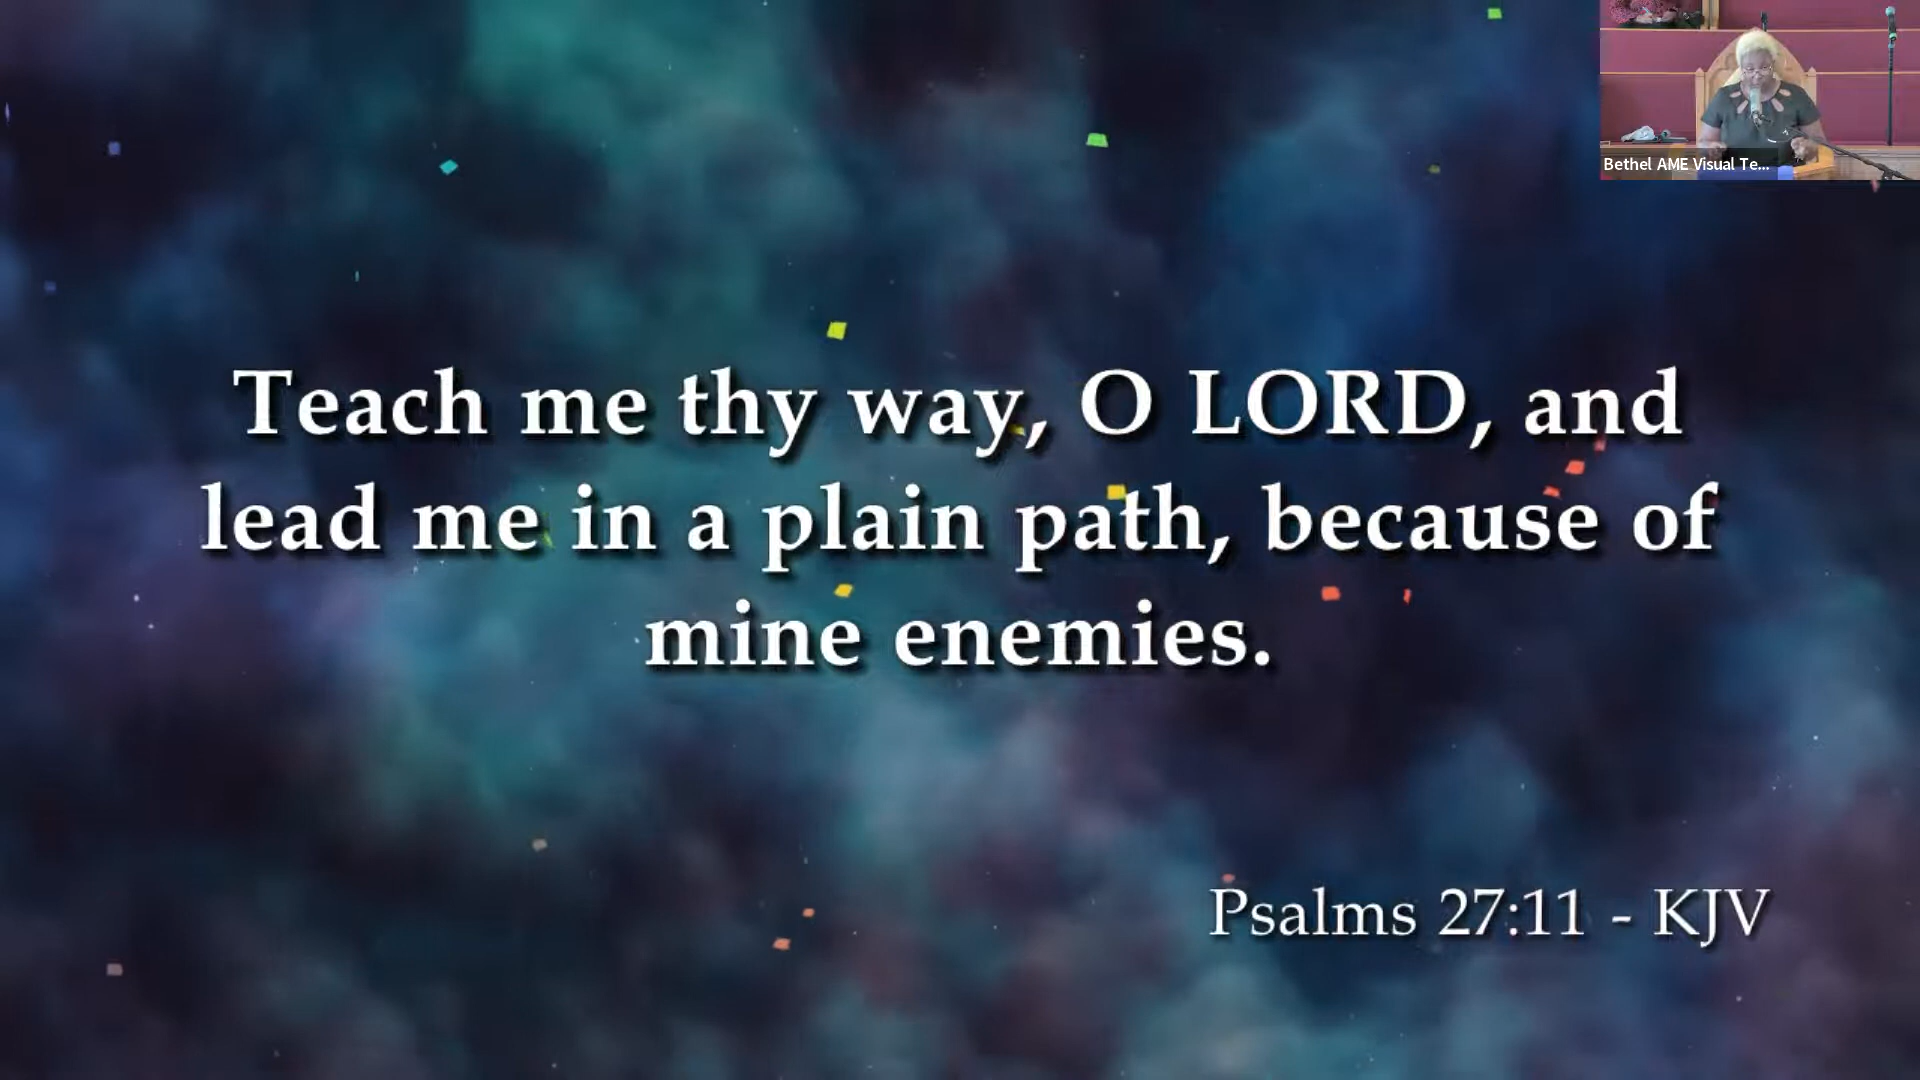 Bethel AME Visual Te...
Teach me thy way, O LORD, and
lead me in a plain path, because of
mine enemies.
Psalms 27:11 - KJV